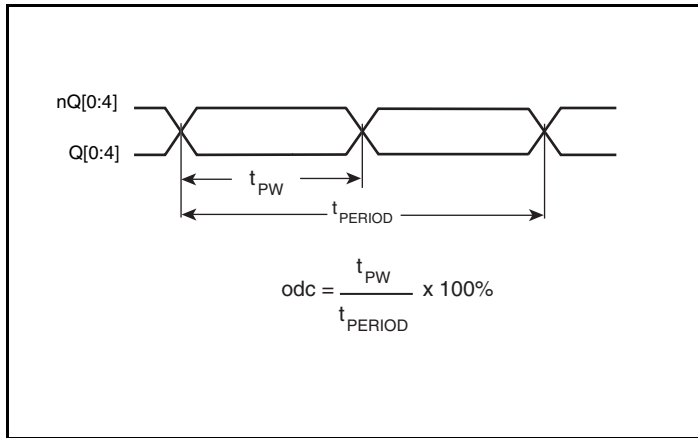 nQ[0:4]
Q[0:4]
tPW
tPERIOD
odc = tPW / tPERIOD x 100%